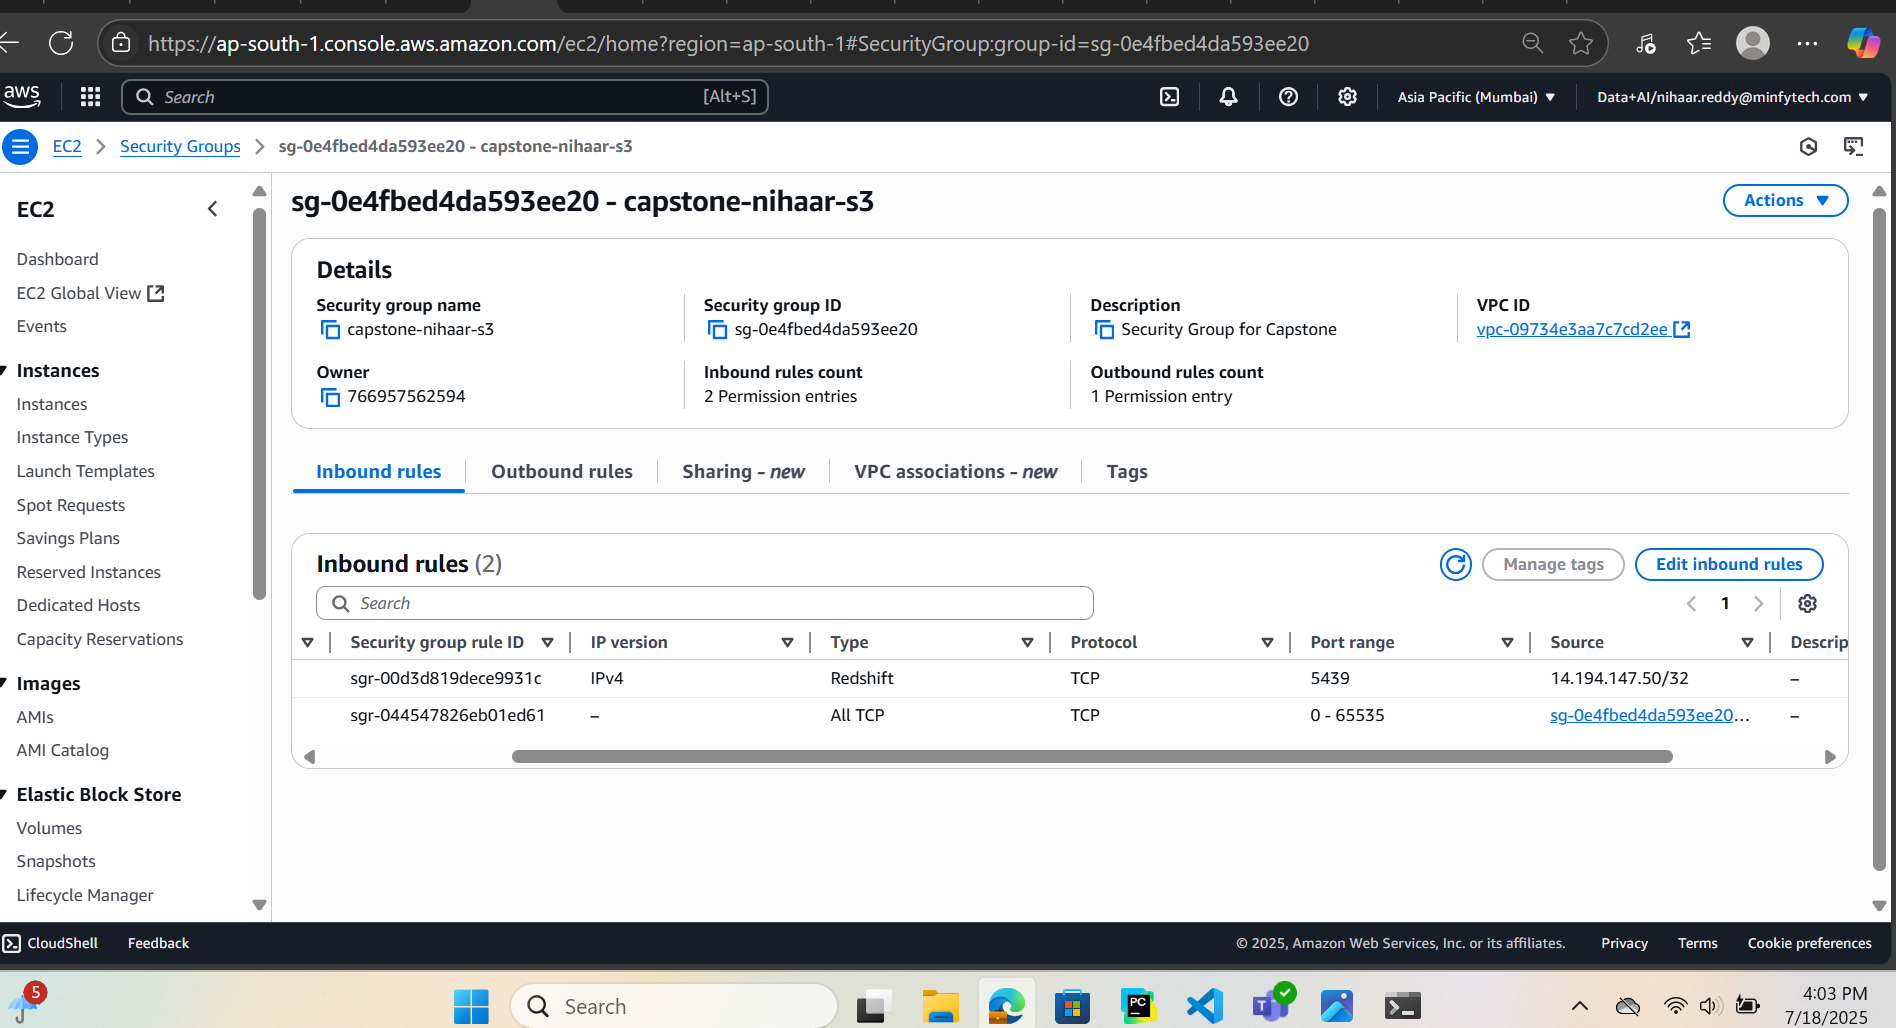 https://ap-south-1.console.aws.amazon.com/ec2/home?region=ap-south-1#SecurityGroup:group-id=sg-0e4fbed4da593ee20
aws
Search [Alt+S]
Asia Pacific (Mumbai)
Data+AI/nihaar.reddy@minfytech.com
EC2
Security Groups
sg-0e4fbed4da593ee20 - capstone-nihaar-s3
EC2
Dashboard
EC2 Global View
Events
Instances
Instances
Instance Types
Launch Templates
Spot Requests
Savings Plans
Reserved Instances
Dedicated Hosts
Capacity Reservations
Images
AMIs
AMI Catalog
Elastic Block Store
Volumes
Snapshots
Lifecycle Manager
sg-0e4fbed4da593ee20 - capstone-nihaar-s3
Actions
Details
Security group name
capstone-nihaar-s3
Security group ID
sg-0e4fbed4da593ee20
Description
Security Group for Capstone
VPC ID
vpc-09734e3aa7c7cd2ee
Owner
766957562594
Inbound rules count
2 Permission entries
Outbound rules count
1 Permission entry
Inbound rules
Outbound rules
Sharing - new
VPC associations - new
Tags
Inbound rules (2)
Manage tags
Edit inbound rules
Search
1
Security group rule ID IP version Type Protocol Port range Source Descrip
sgr-00d3d819dece9931c IPv4 Redshift TCP 5439 14.194.147.50/32 –
sgr-044547826eb01ed61 – All TCP TCP 0 - 65535 sg-0e4fbed4da593ee20... –
CloudShell
Feedback
© 2025, Amazon Web Services, Inc. or its affiliates.
Privacy
Terms
Cookie preferences
5
Search
PC
T
4:03 PM
7/18/2025